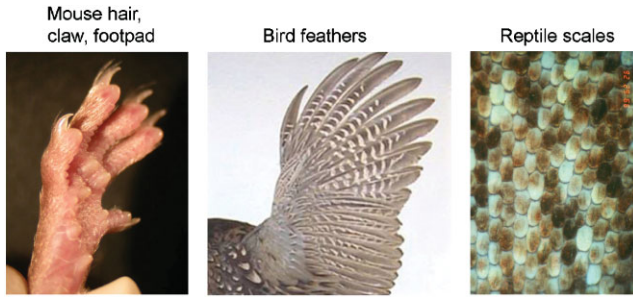 Mouse hair,
claw, footpad
Bird feathers
Reptile scales